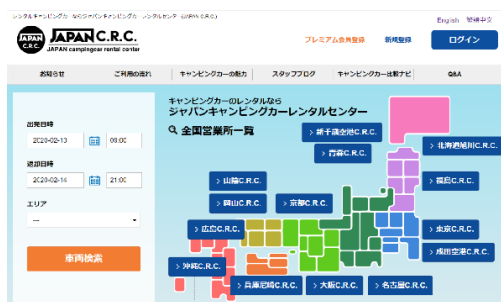 レンタルキャンピングカーならジャパンキャンピングカーレンタルセンター (JAPAN C.R.C.)
English 繁體中文
JAPAN C.R.C.
JAPAN C.R.C.
JAPAN campingcar rental center
プレミアム会員登録 新規登録 ログイン
お知らせ ご利用の流れ キャンピングカーの魅力 スタッフブログ キャンピングカー比較ナビ Q&A
キャンピングカーのレンタルなら
ジャパンキャンピングカーレンタルセンター
全国営業所一覧
出発日時
2020-02-13 09:00
返却日時
2020-02-14 21:00
エリア
---
車両検索
> 新千歳空港C.R.C.
> 北海道旭川C.R.C.
> 青森C.R.C.
> 山陰C.R.C.
> 福島C.R.C.
> 岡山C.R.C.
> 京都C.R.C.
> 広島C.R.C.
> 東京C.R.C.
> 成田空港C.R.C.
> 沖縄C.R.C.
> 兵庫尼崎C.R.C.
> 大阪C.R.C.
> 名古屋C.R.C.